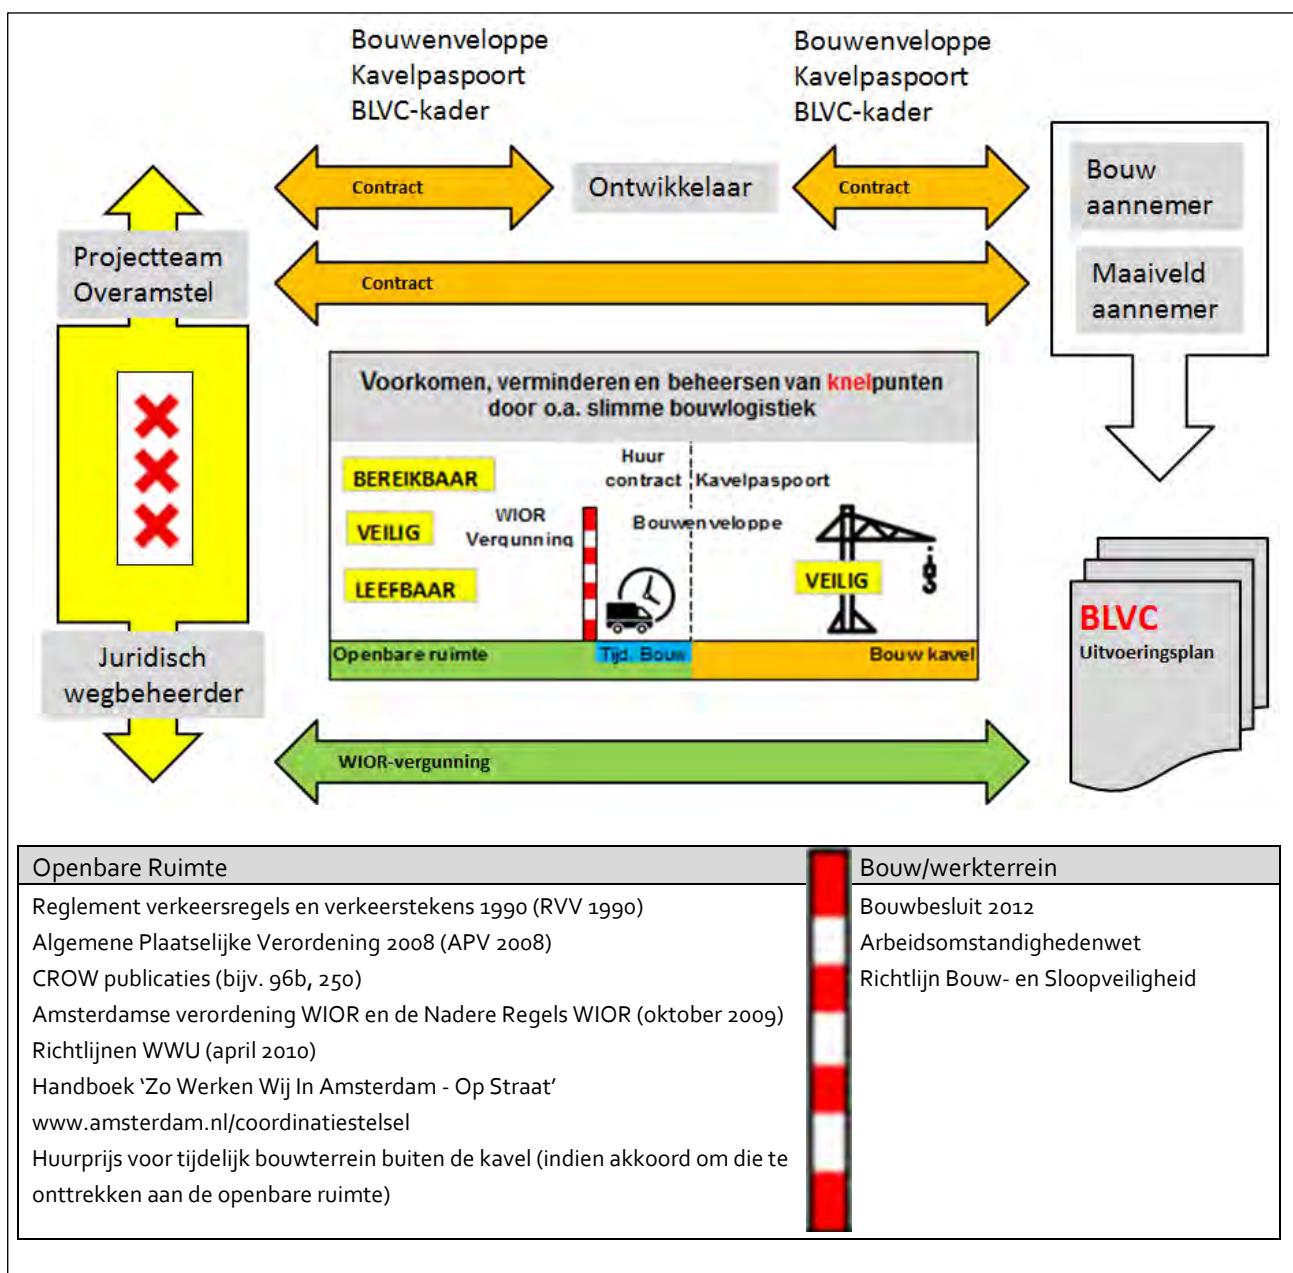 Bouwenveloppe
Kavelpaspoort
BLVC-kader
Bouwenveloppe
Kavelpaspoort
BLVC-kader
Contract
Ontwikkelaar
Contract
Bouw
aannemer
Projectteam
Overamstel
Contract
Maaiveld
aannemer
Voorkomen, verminderen en beheersen van knelpunten
door o.a. slimme bouwlogistiek
BEREIKBAAR
VEILIG
LEEFBAAR
WIOR
Vergunning
Huur
contract
Kavelpaspoort
Bouwenveloppe
VEILIG
Openbare ruimte
Tijd. Bouw
Bouw kavel
Juridisch
wegbeheerder
BLVC
Uitvoeringsplan
WIOR-vergunning
Openbare Ruimte
Reglement verkeersregels en verkeerstekens 1990 (RVV 1990)
Algemene Plaatselijke Verordening 2008 (APV 2008)
CROW publicaties (bijv. 96b, 250)
Amsterdamse verordening WIOR en de Nadere Regels WIOR (oktober 2009)
Richtlijnen WWU (april 2010)
Handboek ‘Zo Werken Wij In Amsterdam - Op Straat’
www.amsterdam.nl/coordinatiestelsel
Huurprijs voor tijdelijk bouwterrein buiten de kavel (indien akkoord om die te
onttrekken aan de openbare ruimte)
Bouw/werkterrein
Bouwbesluit 2012
Arbeidsomstandighedenwet
Richtlijn Bouw- en Sloopveiligheid